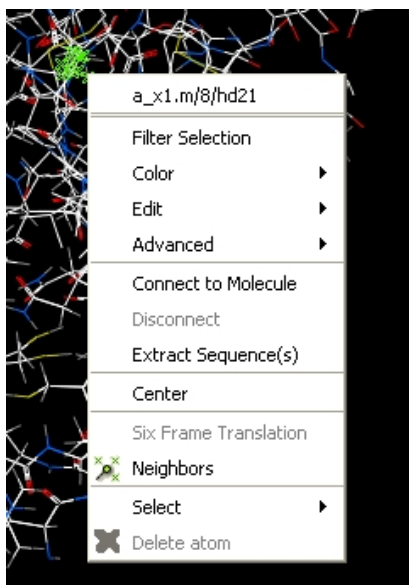 a_x1.m/8/hd21
Filter Selection
Color
Edit
Advanced
Connect to Molecule
Disconnect
Extract Sequence(s)
Center
Six Frame Translation
Neighbors
Select
Delete atom